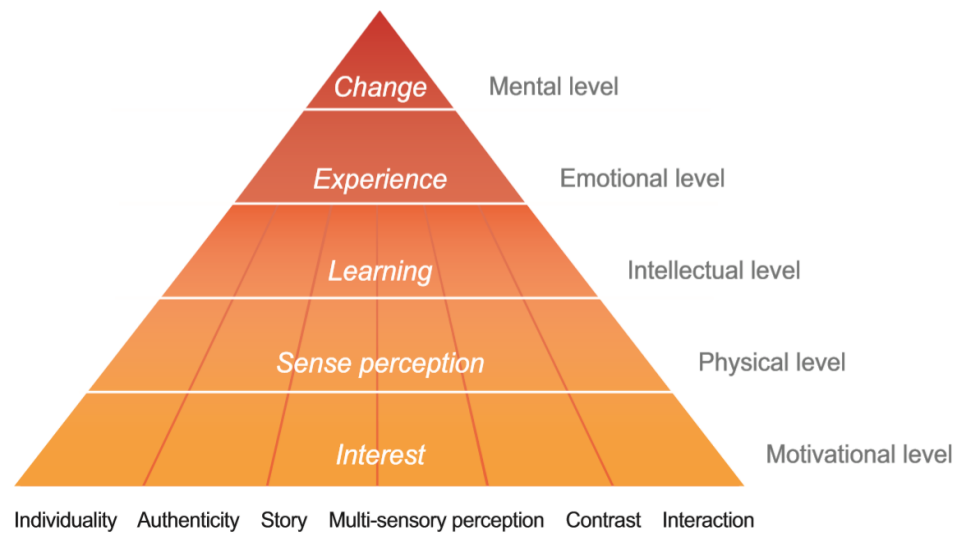 Change Mental level
Experience Emotional level
Learning Intellectual level
Sense perception Physical level
Interest Motivational level
Individuality Authenticity Story Multi-sensory perception Contrast Interaction